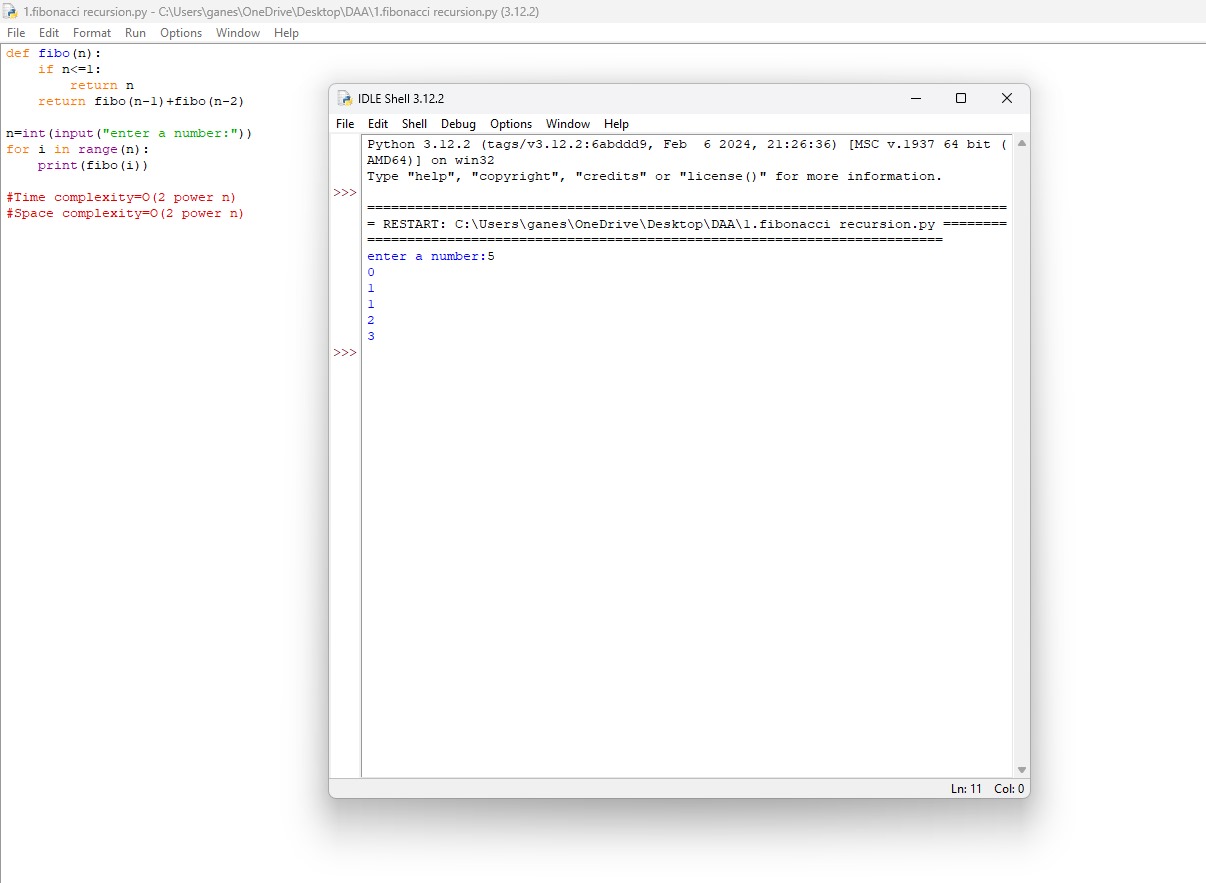 1.fibonacci recursion.py - C:\Users\ganes\OneDrive\Desktop\DAA\1.fibonacci recursion.py (3.12.2)
File Edit Format Run Options Window Help
def fibo(n):
    if n<=1:
        return n
    return fibo(n-1)+fibo(n-2)
n=int(input("enter a number:"))
for i in range(n):
    print(fibo(i))
#Time complexity=O(2 power n)
#Space complexity=O(2 power n)
IDLE Shell 3.12.2
File Edit Shell Debug Options Window Help
Python 3.12.2 (tags/v3.12.2:6abddd9, Feb  6 2024, 21:26:36) [MSC v.1937 64 bit (
AMD64)] on win32
Type "help", "copyright", "credits" or "license()" for more information.
>>>
================================================================================
= RESTART: C:\Users\ganes\OneDrive\Desktop\DAA\1.fibonacci recursion.py ========
========================================================================
enter a number:5
0
1
1
2
3
>>>
Ln: 11 Col: 0